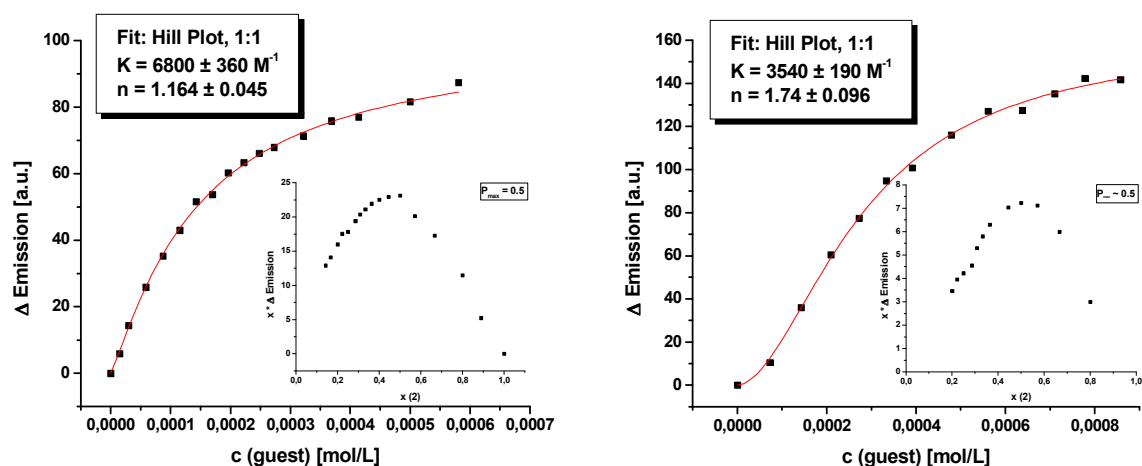 Fit: Hill Plot, 1:1
K = 6800 ± 360 M⁻¹
n = 1.164 ± 0.045
Δ Emission [a.u.]
100
80
60
40
20
0
0,0000 0,0001 0,0002 0,0003 0,0004 0,0005 0,0006 0,0007
c (guest) [mol/L]
P_max = 0.5
x * Δ Emission
25
20
15
10
5
0
0,0 0,2 0,4 0,6 0,8 1,0
x (2)
Fit: Hill Plot, 1:1
K = 3540 ± 190 M⁻¹
n = 1.74 ± 0.096
Δ Emission [a.u.]
160
140
120
100
80
60
40
20
0
0,0000 0,0002 0,0004 0,0006 0,0008
c (guest) [mol/L]
P ~ 0.5
x * Δ Emission
8
7
6
5
4
3
2
1
0
0,0 0,2 0,4 0,6 0,8 1,0
x (2)